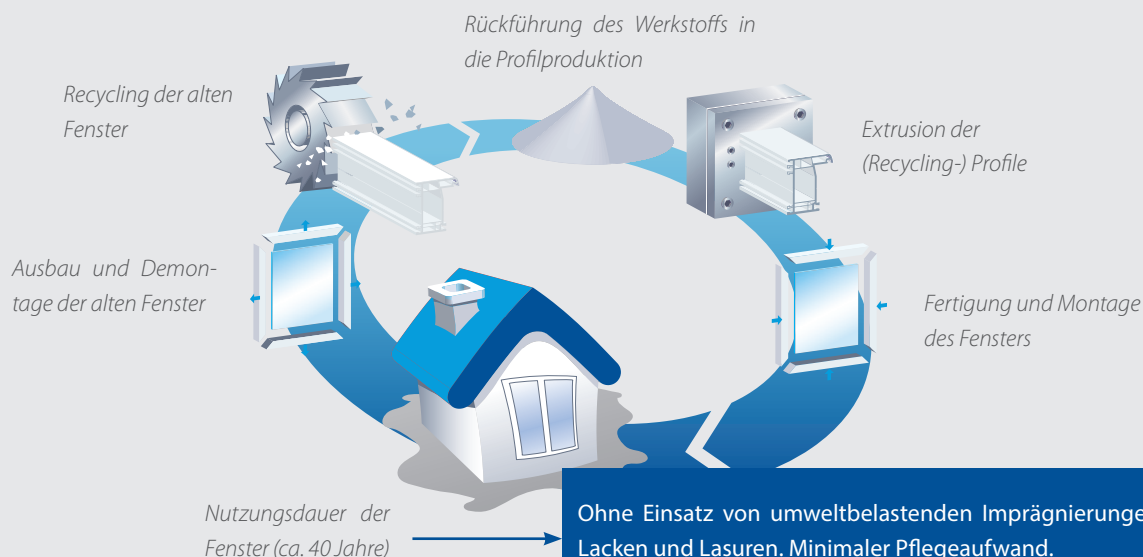 Rückführung des Werkstoffs in
die Profilproduktion
Recycling der alten
Fenster
Extrusion der
(Recycling-) Profile
Ausbau und Demon-
tage der alten Fenster
Fertigung und Montage
des Fensters
Nutzungsdauer der
Fenster (ca. 40 Jahre)
Ohne Einsatz von umweltbelastenden Imprägnierunge
Lacken und Lasuren. Minimaler Pflegeaufwand.